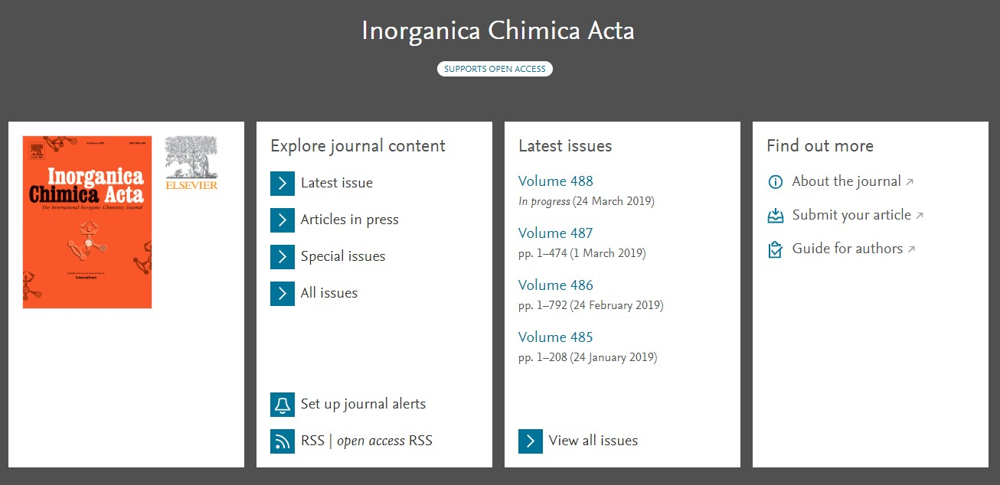 Inorganica Chimica Acta
SUPPORTS OPEN ACCESS
Inorganica
Chimica Acta
The International Inorganic Chemistry Journal
ScienceDirect
ELSEVIER
Explore journal content
Latest issue
Articles in press
Special issues
All issues
Set up journal alerts
RSS | open access RSS
Latest issues
Volume 488
In progress (24 March 2019)
Volume 487
pp. 1–474 (1 March 2019)
Volume 486
pp. 1–792 (24 February 2019)
Volume 485
pp. 1–208 (24 January 2019)
View all issues
Find out more
About the journal
Submit your article
Guide for authors